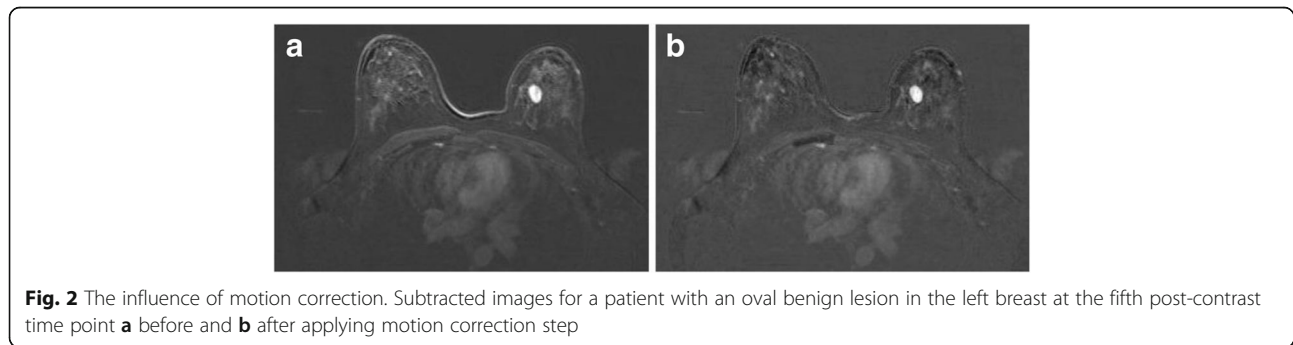 a b
Fig. 2 The influence of motion correction. Subtracted images for a patient with an oval benign lesion in the left breast at the fifth post-contrast
time point a before and b after applying motion correction step